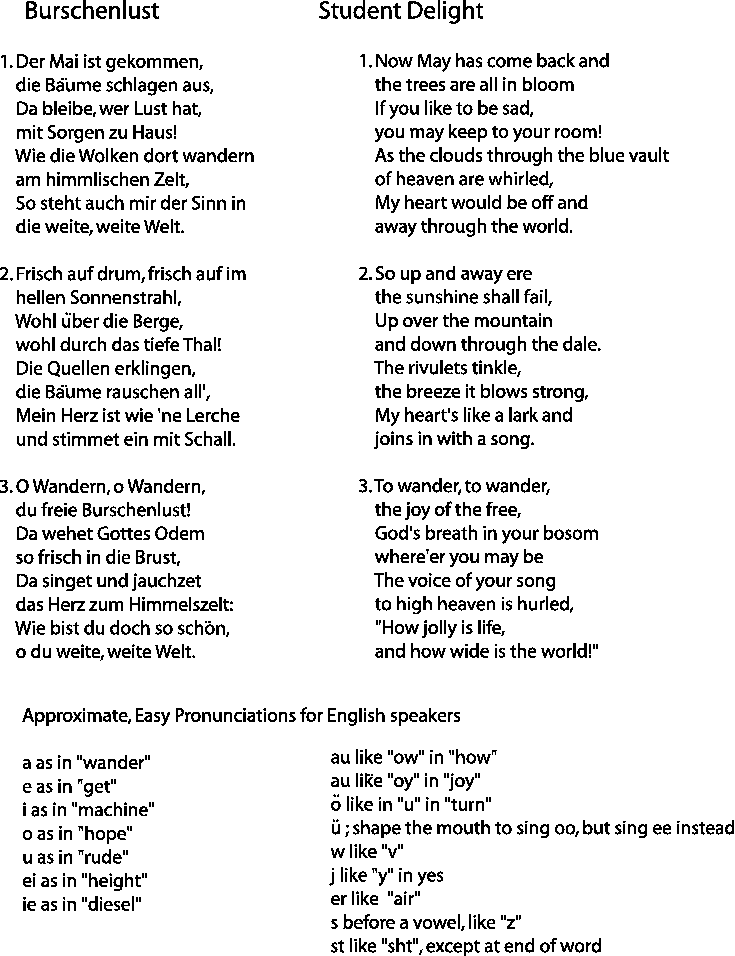 Burschenlust
1. Der Mai ist gekommen,
die Bäume schlagen aus,
Da bleibe, wer Lust hat,
mit Sorgen zu Haus!
Wie die Wolken dort wandern
am himmlischen Zelt,
So steht auch mir der Sinn in
die weite, weite Welt.
2. Frisch auf drum, frisch auf im
hellen Sonnenstrahl,
Wohl über die Berge,
wohl durch das tiefe Thal!
Die Quellen erklingen,
die Bäume rauschen all',
Mein Herz ist wie 'ne Lerche
und stimmet ein mit Schall.
3. O Wandern, o Wandern,
du freie Burschenlust!
Da wehet Gottes Odem
so frisch in die Brust,
Da singet und jauchzet
das Herz zum Himmelszelt:
Wie bist du doch so schön,
o du weite, weite Welt.
Student Delight
1. Now May has come back and
the trees are all in bloom
If you like to be sad,
you may keep to your room!
As the clouds through the blue vault
of heaven are whirled,
My heart would be off and
away through the world.
2. So up and away ere
the sunshine shall fail,
Up over the mountain
and down through the dale.
The rivulets tinkle,
the breeze it blows strong,
My heart's like a lark and
joins in with a song.
3. To wander, to wander,
the joy of the free,
God's breath in your bosom
where'er you may be
The voice of your song
to high heaven is hurled,
"How jolly is life,
and how wide is the world!"
Approximate, Easy Pronunciations for English speakers
a as in "wander"
e as in "get"
i as in "machine"
o as in "hope"
u as in "rude"
ei as in "height"
ie as in "diesel"
au like "ow" in "how"
au like "oy" in "joy"
ö like in "u" in "turn"
ü ; shape the mouth to sing oo, but sing ee instead
w like "v"
j like "y" in yes
er like "air"
s before a vowel, like "z"
st like "sht", except at end of word